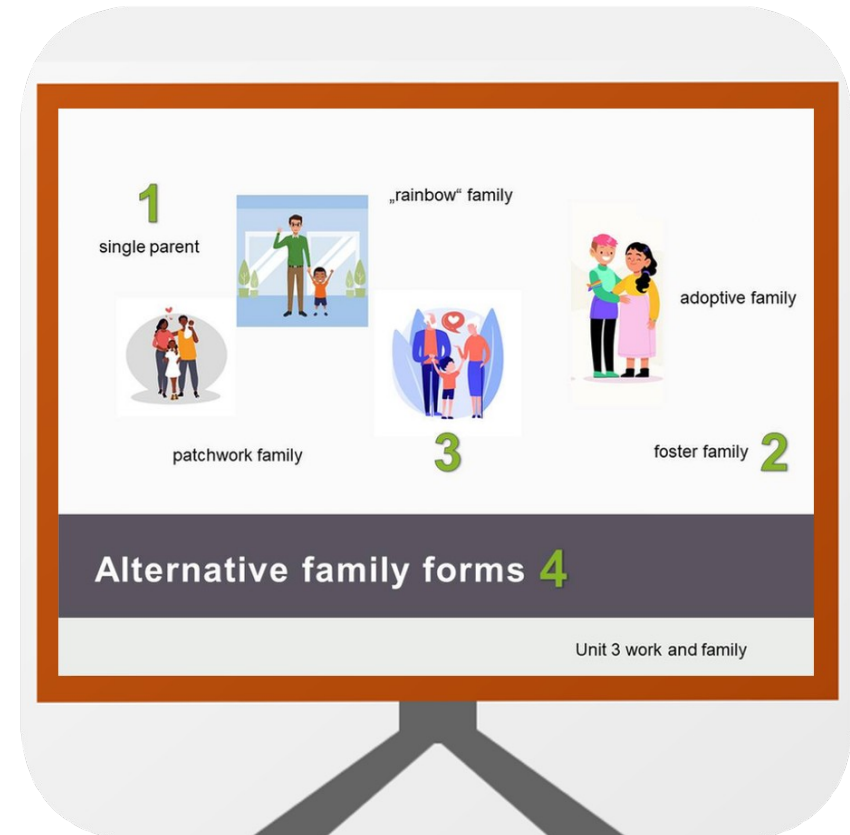 1
„rainbow“ family
single parent
adoptive family
patchwork family
3
foster family 2
Alternative family forms 4
Unit 3 work and family